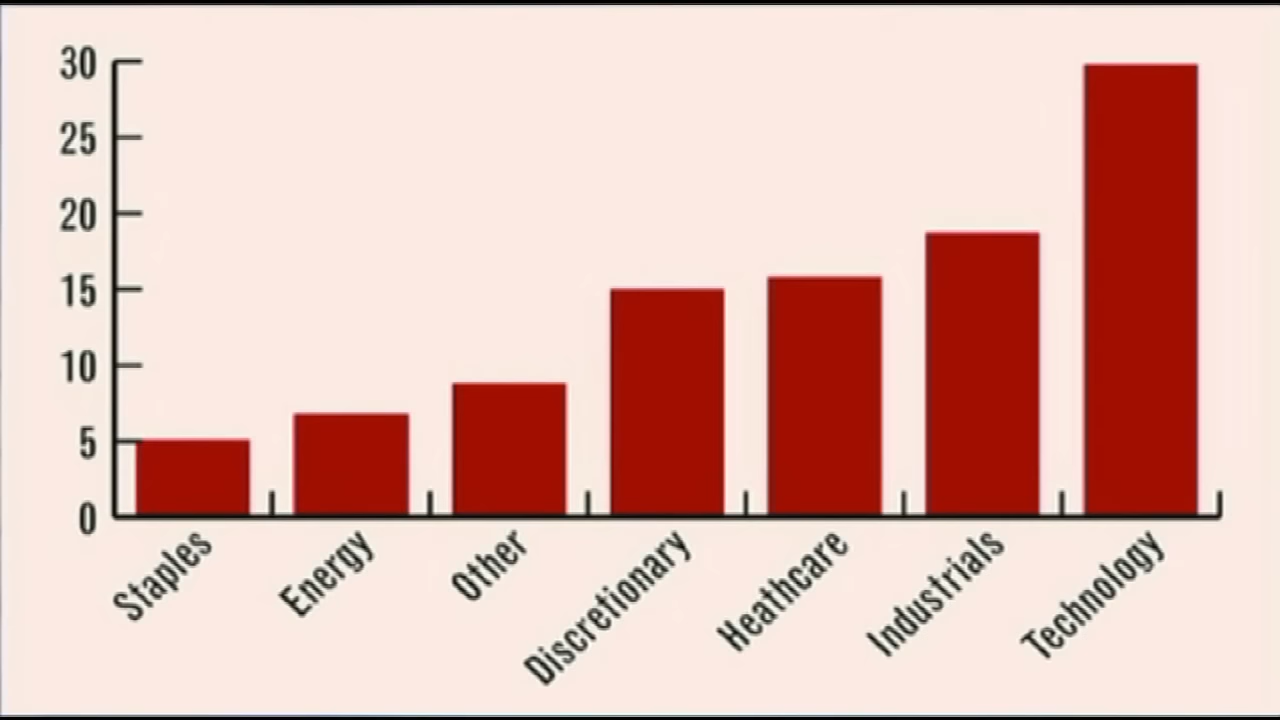 30
25
20
15
10
5
0
Staples
Energy
Other
Discretionary
Heathcare
Industrials
Technology